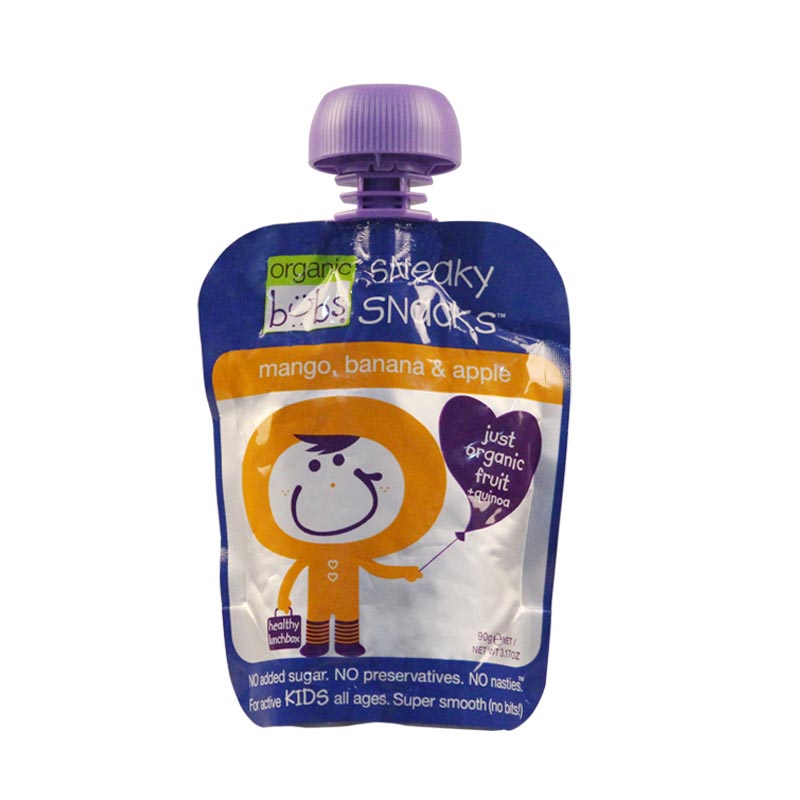 organic
bubs
sneaky
snacks™
mango, banana & apple
just
organic
fruit
+quinoa
healthy
lunchbox
90g ℮ NET/
NET WT 3.17OZ
NO added sugar. NO preservatives. NO nasties.™
For active KIDS all ages. Super smooth (no bits!)